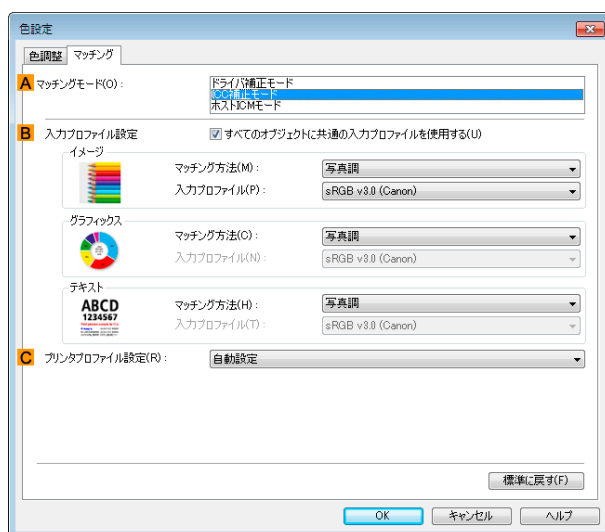 色設定
色調整 マッチング
A マッチングモード(O) :
ドライバ補正モード
ICC補正モード
ホストICMモード
B 入力プロファイル設定 すべてのオブジェクトに共通の入力プロファイルを使用する(U)
イメージ
マッチング方法(M) : 写真調
入力プロファイル(P) : sRGB v3.0 (Canon)
グラフィックス
マッチング方法(C) : 写真調
入力プロファイル(N) : sRGB v3.0 (Canon)
テキスト
ABCD
1234567
マッチング方法(H) : 写真調
入力プロファイル(T) : sRGB v3.0 (Canon)
C プリンタプロファイル設定(R) : 自動設定
標準に戻す(F)
OK キャンセル ヘルプ